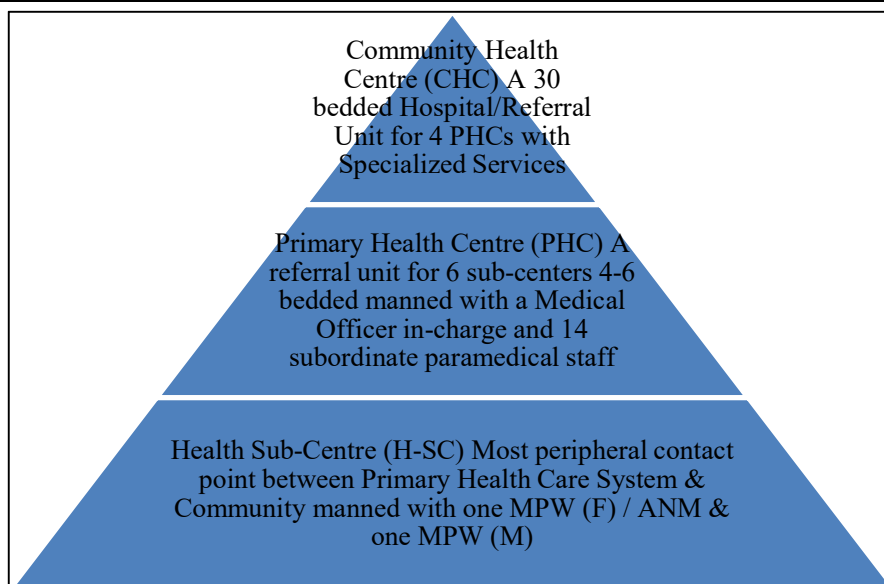 Community Health
Centre (CHC) A 30
bedded Hospital/Referral
Unit for 4 PHCs with
Specialized Services
Primary Health Centre (PHC) A
referral unit for 6 sub-centers 4-6
bedded manned with a Medical
Officer in-charge and 14
subordinate paramedical staff
Health Sub-Centre (H-SC) Most peripheral contact
point between Primary Health Care System &
Community manned with one MPW (F) / ANM &
one MPW (M)